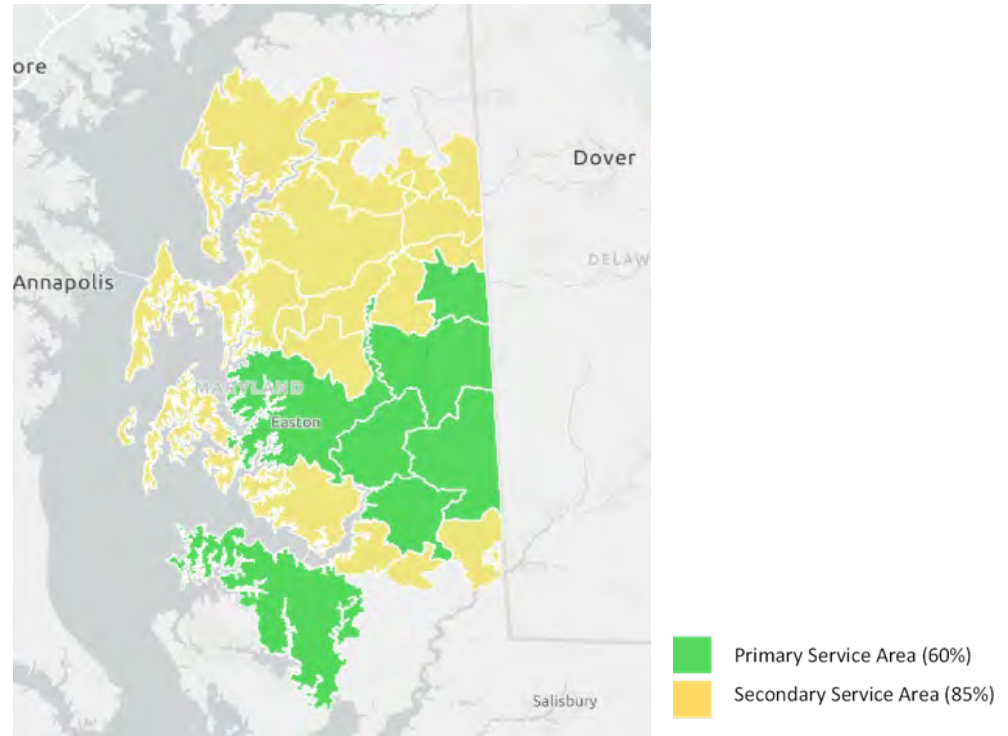 ore
Dover
DELAW
Annapolis
MARYLAND
Easton
Primary Service Area (60%)
Secondary Service Area (85%)
Salisbury